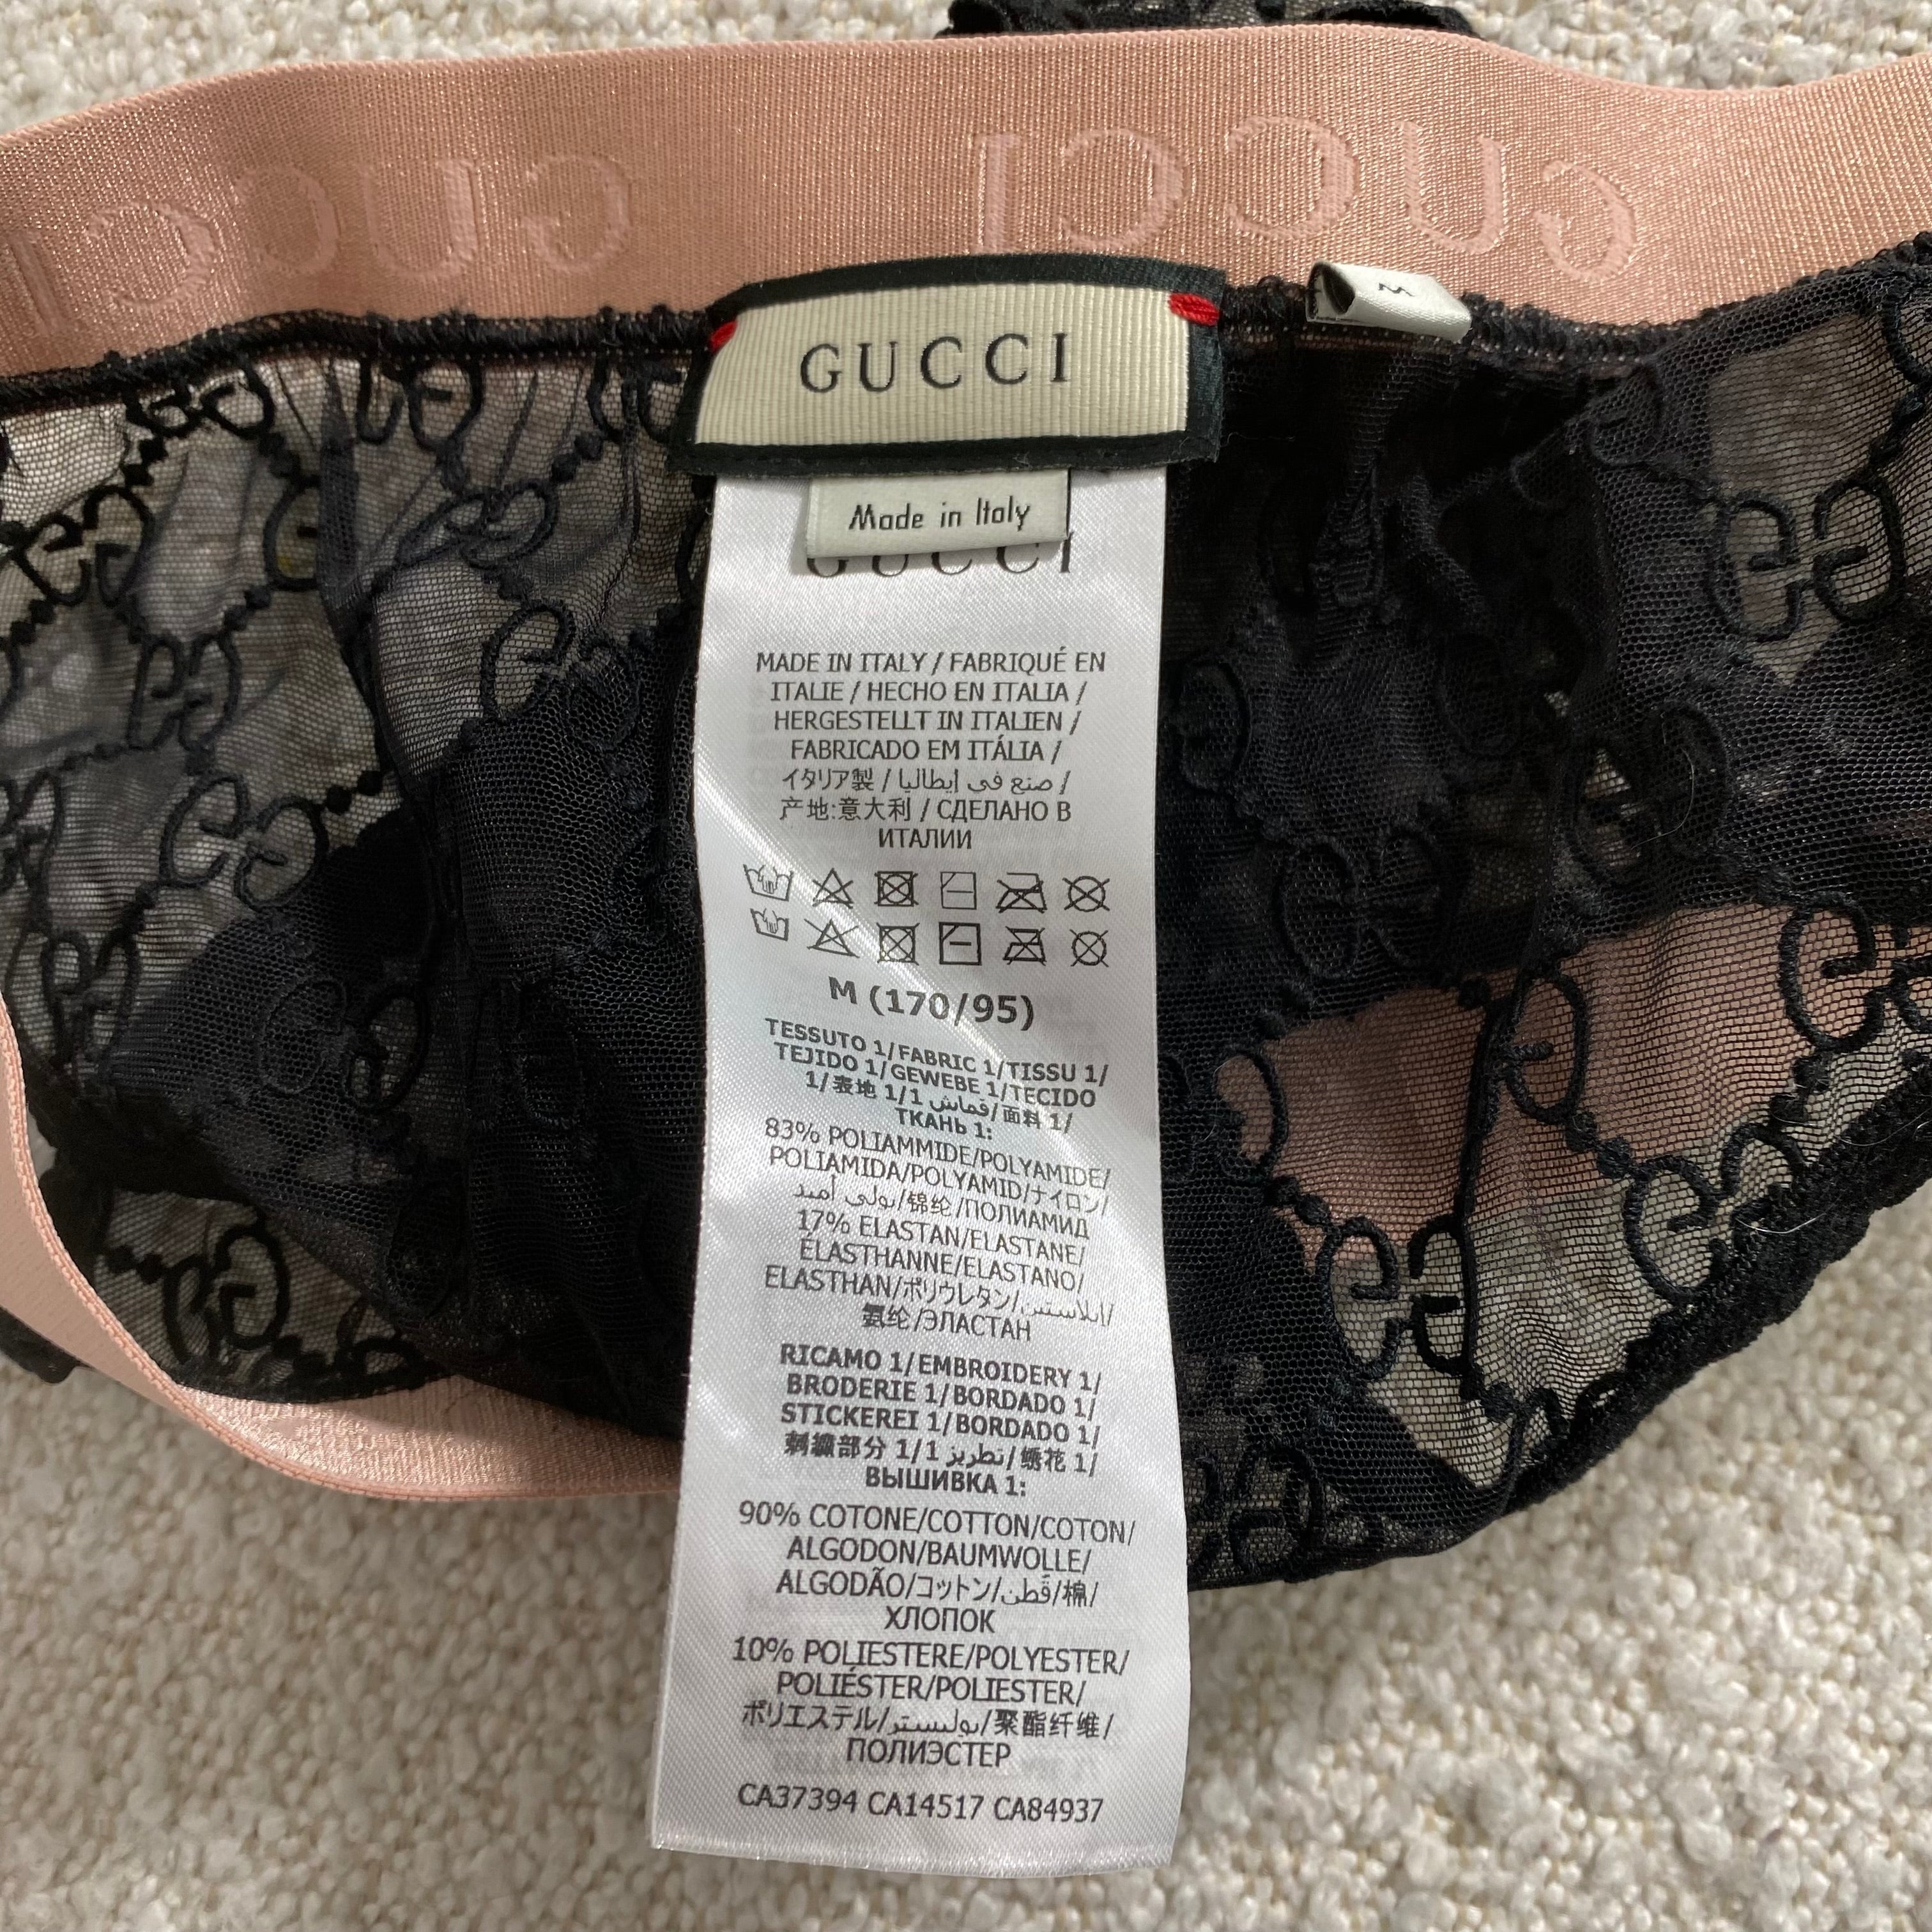 GUCCI
GUCCI
GUCCI
M
Made in Italy
GUCCI
MADE IN ITALY / FABRIQUÉ EN
ITALIE / HECHO EN ITALIA /
HERGESTELLT IN ITALIEN /
FABRICADO EM ITÁLIA /
イタリア製 / صنع في إيطاليا /
产地:意大利 / СДЕЛАНО В
ИТАЛИИ
M (170/95)
TESSUTO 1/FABRIC 1/TISSU 1/
TEJIDO 1/GEWEBE 1/TECIDO
1/表地 1/1 قماش/面料 1/
ТКАНЬ 1:
83% POLIAMMIDE/POLYAMIDE/
POLIAMIDA/POLYAMID/ナイロン/
بولي أميد/锦纶/ПОЛИАМИД
17% ELASTAN/ELASTANE/
ÉLASTHANNE/ELASTANO/
ELASTHAN/ポリウレタン/إيلاستين/
氨纶/ЭЛАСТАН
RICAMO 1/EMBROIDERY 1/
BRODERIE 1/BORDADO 1/
STICKEREI 1/BORDADO 1/
刺繍部分 1/1 تطريز/绣花 1/
ВЫШИВКА 1:
90% COTONE/COTTON/COTON/
ALGODON/BAUMWOLLE/
ALGODÃO/コットン/قطن/棉/
ХЛОПОК
10% POLIESTERE/POLYESTER/
POLIÉSTER/POLIESTER/
ポリエステル/بوليستر/聚酯纤维/
ПОЛИЭСТЕР
CA37394 CA14517 CA84937